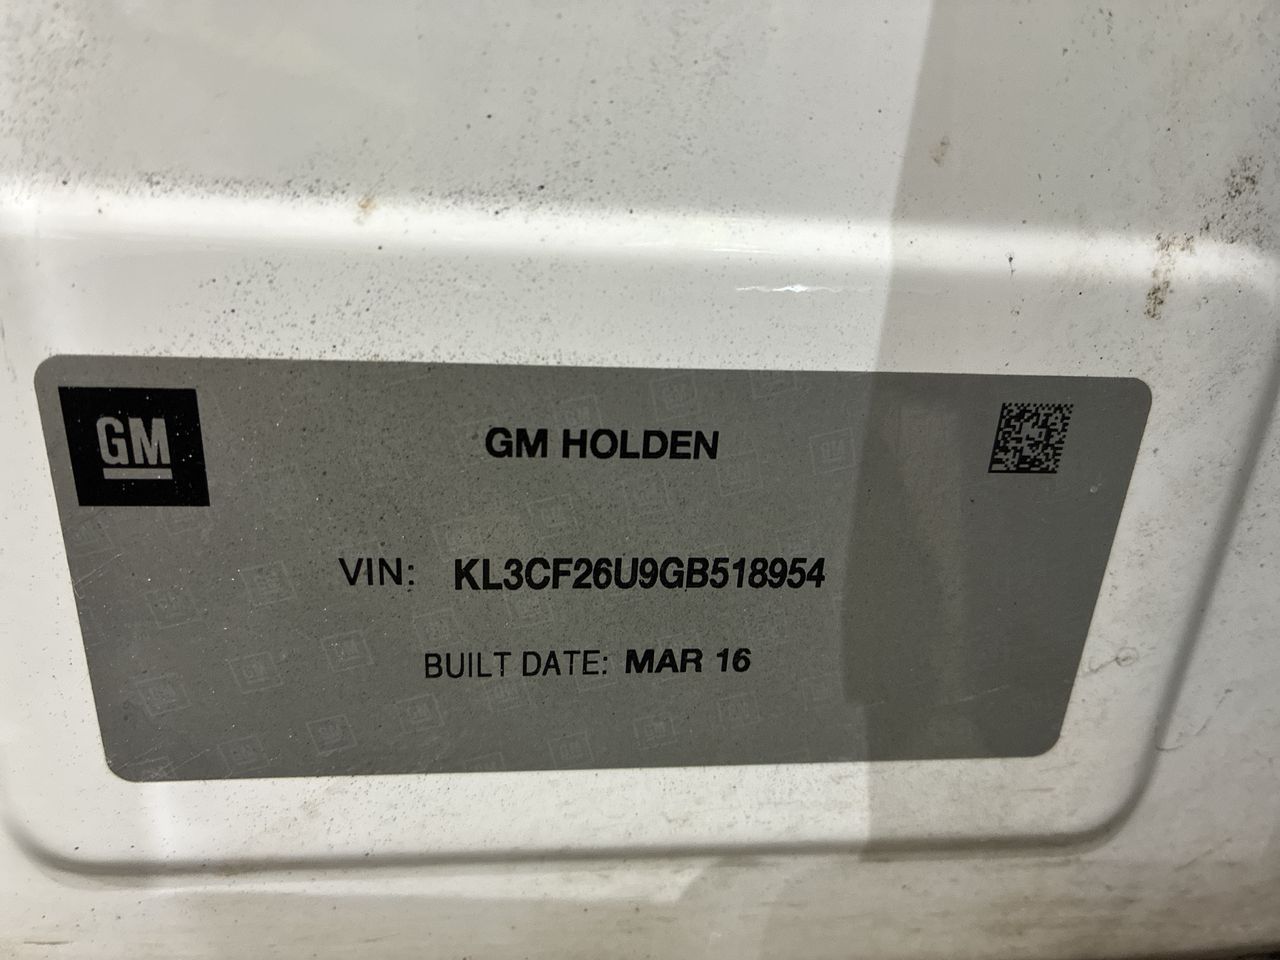 GM
GM HOLDEN
VIN: KL3CF26U9GB518954
BUILT DATE: MAR 16